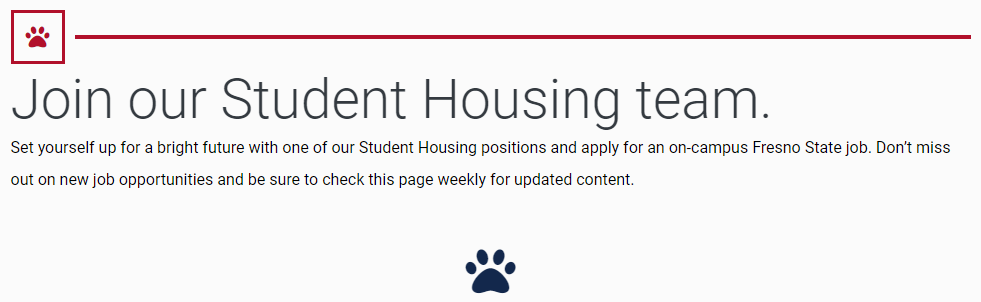 Join our Student Housing team.
Set yourself up for a bright future with one of our Student Housing positions and apply for an on-campus Fresno State job. Don’t miss
out on new job opportunities and be sure to check this page weekly for updated content.